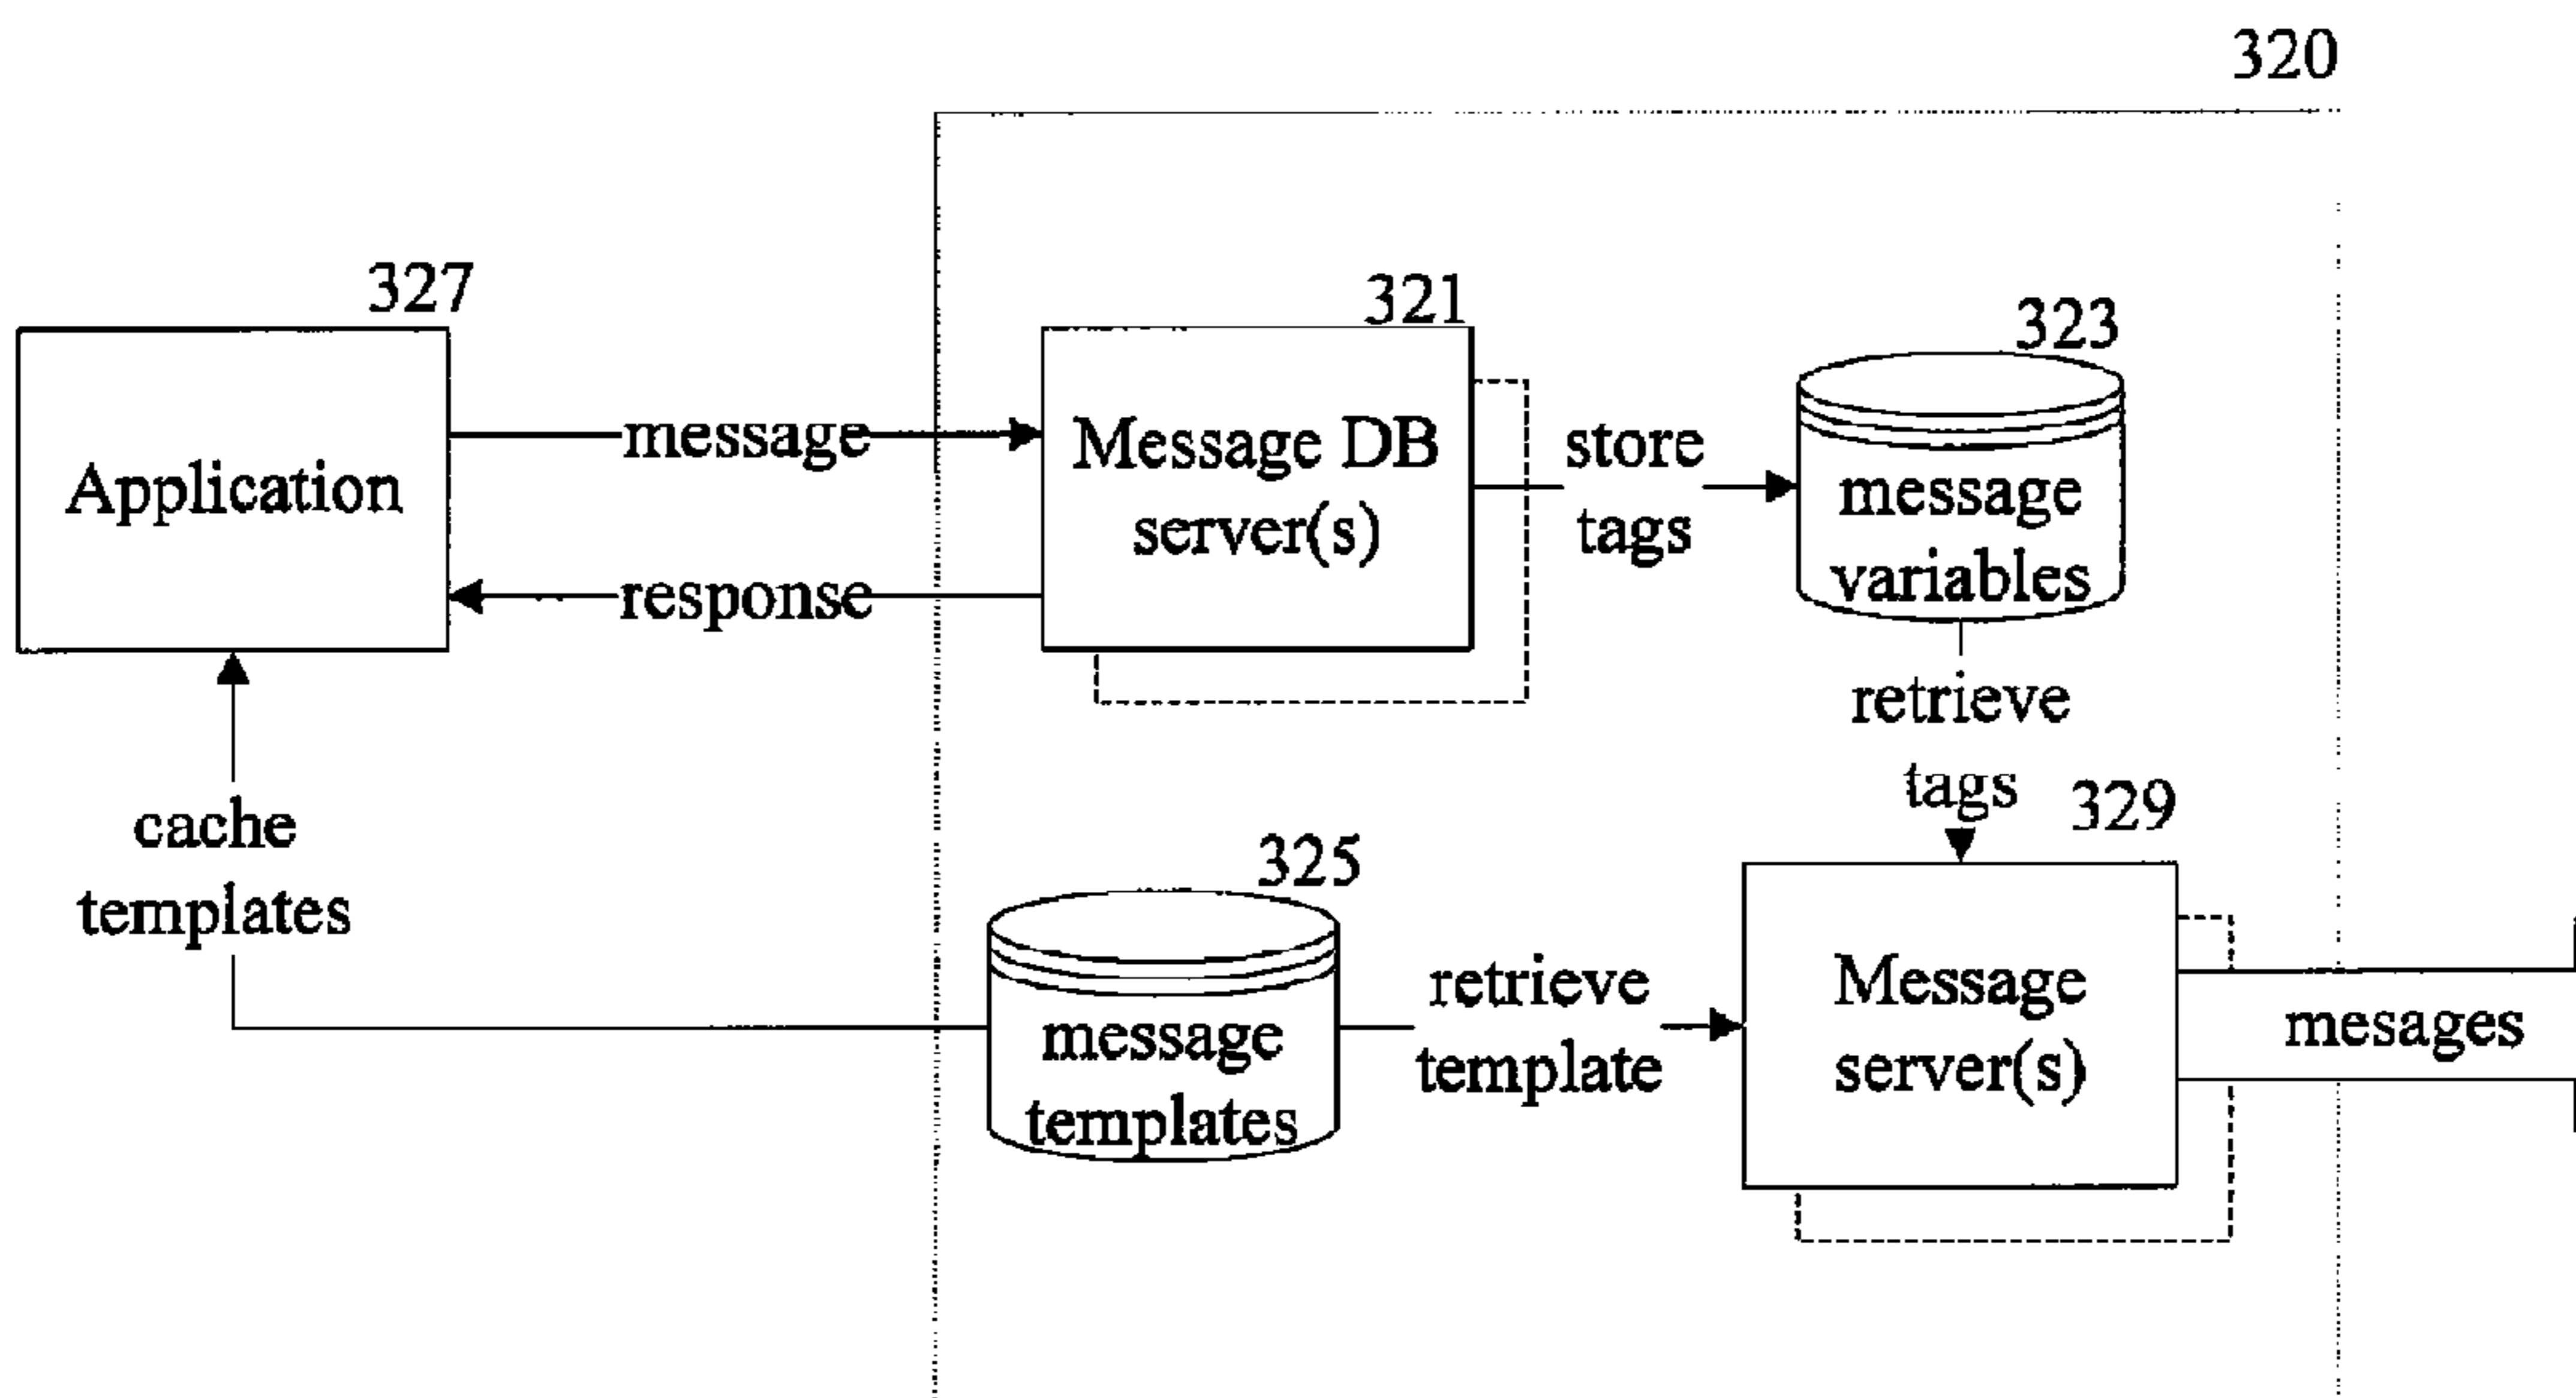 320
327
321
323
Application
message
response
Message DB
server(s)
store
tags
message
variables
retrieve
tags
329
cache
templates
325
message
templates
retrieve
template
Message
server(s)
mesages